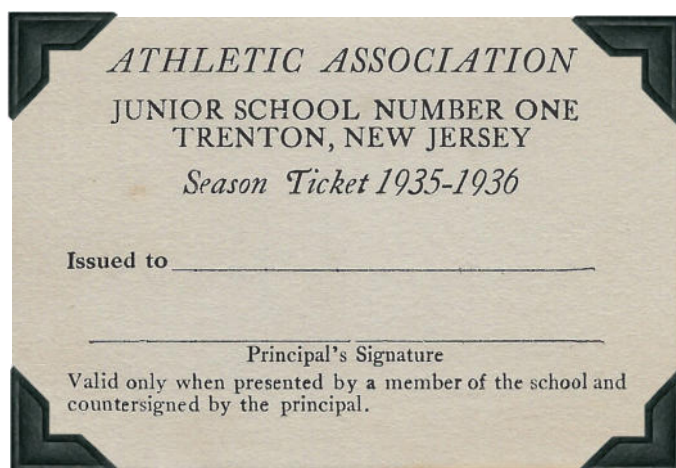 ATHLETIC ASSOCIATION
JUNIOR SCHOOL NUMBER ONE
TRENTON, NEW JERSEY
Season Ticket 1935-1936
Issued to
Principal's Signature
Valid only when presented by a member of the school and
countersigned by the principal.